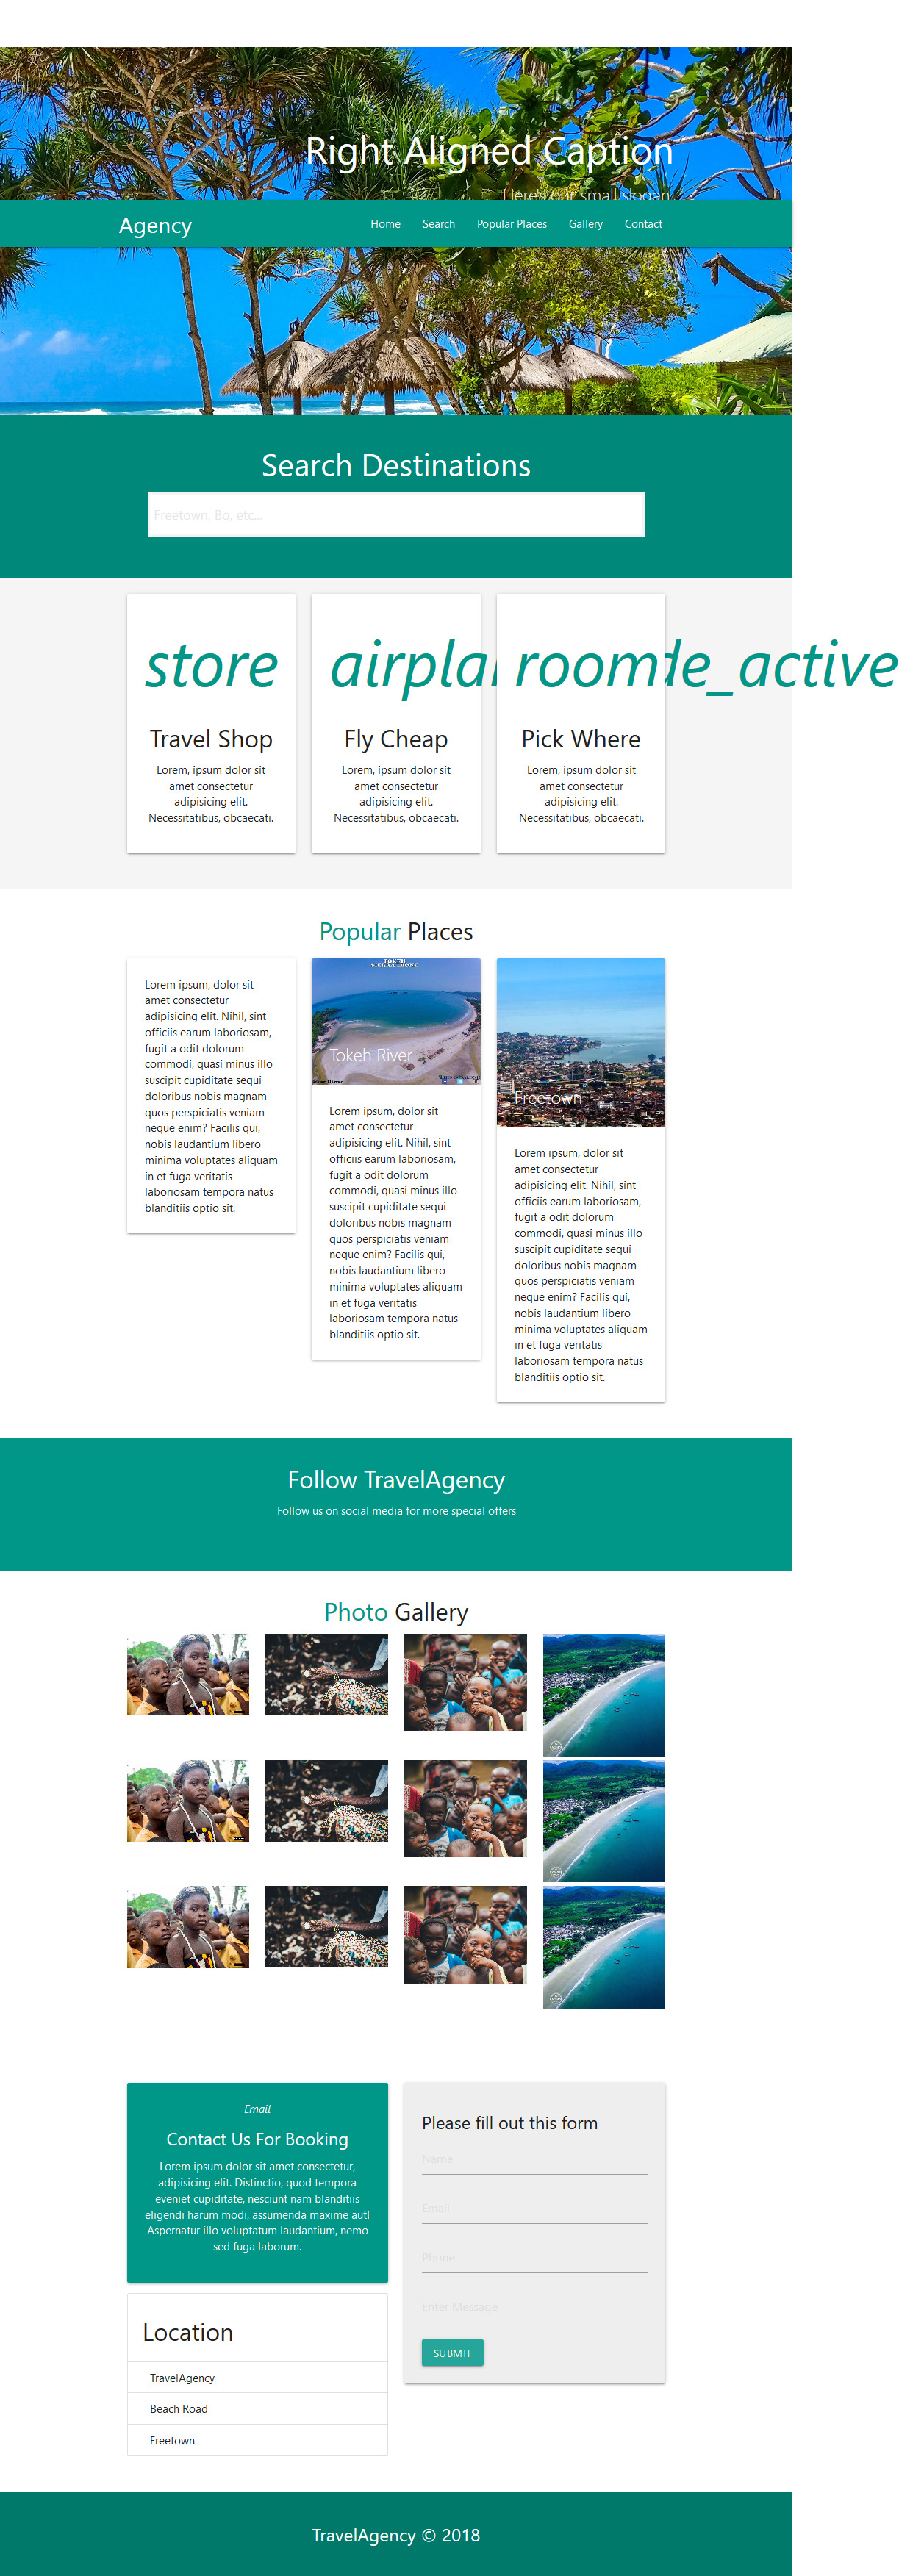 Right Aligned Caption
Here's our small slogan
Agency
Home Search Popular Places Gallery Contact
Search Destinations
Freetown, Bo, etc...
store
Travel Shop
Lorem, ipsum dolor sit
amet consectetur
adipisicing elit.
Necessitatibus, obcaecati.
airpla
Fly Cheap
Lorem, ipsum dolor sit
amet consectetur
adipisicing elit.
Necessitatibus, obcaecati.
room
de_active
Pick Where
Lorem, ipsum dolor sit
amet consectetur
adipisicing elit.
Necessitatibus, obcaecati.
Popular Places
Lorem ipsum, dolor sit
amet consectetur
adipisicing elit. Nihil, sint
officiis earum laboriosam,
fugit a odit dolorum
commodi, quasi minus illo
suscipit cupiditate sequi
doloribus nobis magnam
quos perspiciatis veniam
neque enim? Facilis qui,
nobis laudantium libero
minima voluptates aliquam
in et fuga veritatis
laboriosam tempora natus
blanditiis optio sit.
TOKEH
SIERRA LEONE
Tokeh River
Lorem ipsum, dolor sit
amet consectetur
adipisicing elit. Nihil, sint
officiis earum laboriosam,
fugit a odit dolorum
commodi, quasi minus illo
suscipit cupiditate sequi
doloribus nobis magnam
quos perspiciatis veniam
neque enim? Facilis qui,
nobis laudantium libero
minima voluptates aliquam
in et fuga veritatis
laboriosam tempora natus
blanditiis optio sit.
Freetown
Lorem ipsum, dolor sit
amet consectetur
adipisicing elit. Nihil, sint
officiis earum laboriosam,
fugit a odit dolorum
commodi, quasi minus illo
suscipit cupiditate sequi
doloribus nobis magnam
quos perspiciatis veniam
neque enim? Facilis qui,
nobis laudantium libero
minima voluptates aliquam
in et fuga veritatis
laboriosam tempora natus
blanditiis optio sit.
Follow TravelAgency
Follow us on social media for more special offers
Photo Gallery
Email
Contact Us For Booking
Lorem ipsum dolor sit amet consectetur,
adipisicing elit. Distinctio, quod tempora
eveniet cupiditate, nesciunt nam blanditiis
eligendi harum modi, assumenda maxime aut!
Aspernatur illo voluptatum laudantium, nemo
sed fuga laborum.
Location
TravelAgency
Beach Road
Freetown
Please fill out this form
Name
Email
Phone
Enter Message
SUBMIT
TravelAgency © 2018